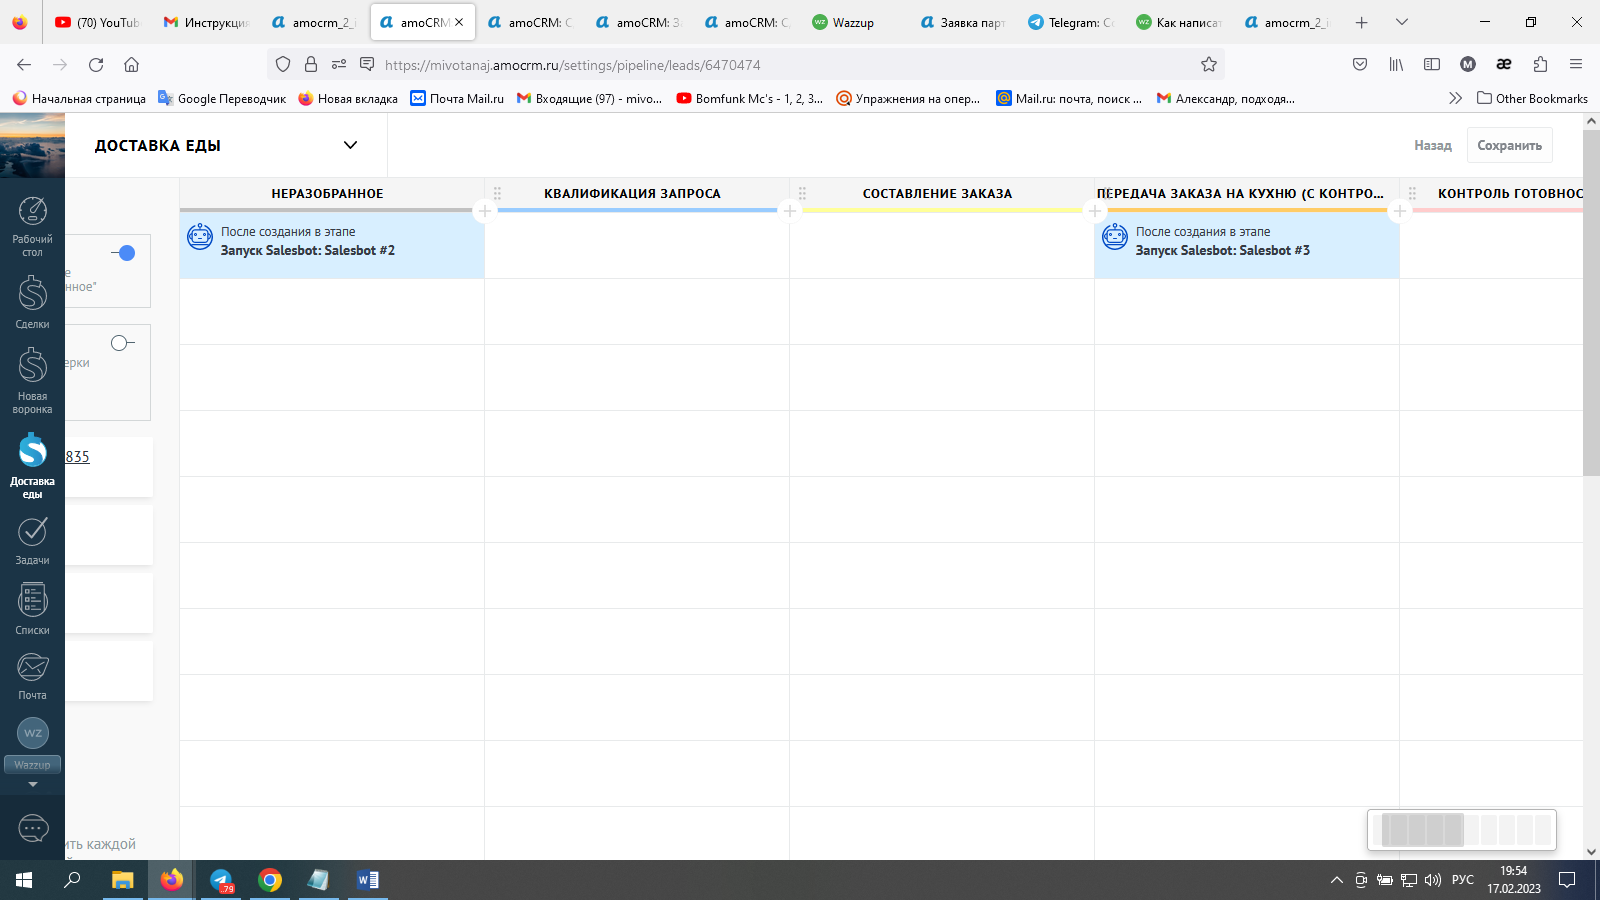 (70) YouTub
Инструкция
amocrm_2_i
amoCRM
amoCRM: С
amoCRM: З
amoCRM: С
Wazzup
Заявка парт
Telegram: Co
Как написат
amocrm_2_i
https://mivotanaj.amocrm.ru/settings/pipeline/leads/6470474
Начальная страница
Google Переводчик
Новая вкладка
Почта Mail.ru
Входящие (97) - mivo...
Bomfunk Mc's - 1, 2, 3...
Упражнения на опер...
Mail.ru: почта, поиск ...
Александр, подходя...
Other Bookmarks
ДОСТАВКА ЕДЫ
Назад
Сохранить
НЕРАЗОБРАННОЕ
КВАЛИФИКАЦИЯ ЗАПРОСА
СОСТАВЛЕНИЕ ЗАКАЗА
ПЕРЕДАЧА ЗАКАЗА НА КУХНЮ (С КОНТРО...
КОНТРОЛЬ ГОТОВНОС
После создания в этапе
Запуск Salesbot: Salesbot #2
После создания в этапе
Запуск Salesbot: Salesbot #3
Рабочий
стол
Сделки
Новая
воронка
Доставка
еды
Задачи
Списки
Почта
WZ
Wazzup
е
нное"
ерки
835
ить каждой
79
M
æ
РУС
19:54
17.02.2023